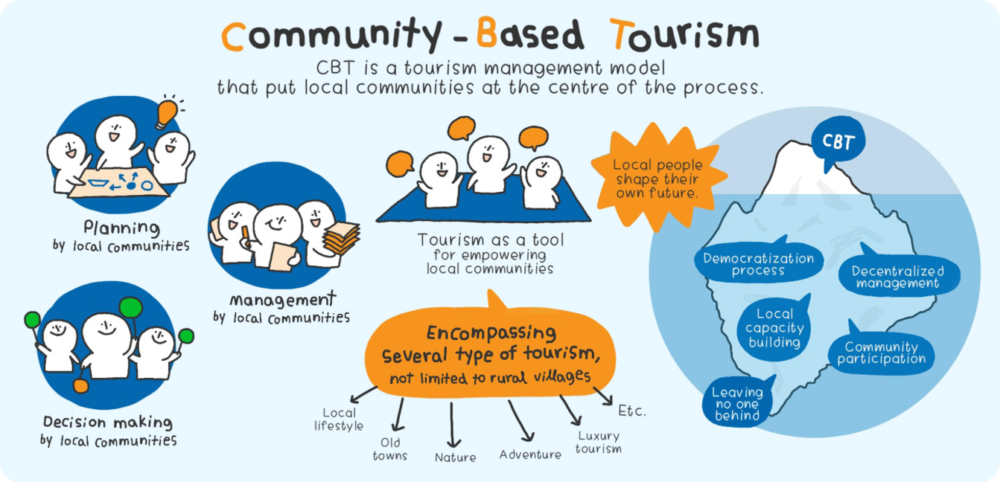 Community-Based Tourism
CBT is a tourism management model
that put local communities at the centre of the process.
Planning
by local communities
management
by local communities
Decision making
by local communities
Tourism as a tool
for empowering
local communities
Encompassing
several type of tourism,
not limited to rural villages
Local
lifestyle
Old
towns
Nature
Adventure
Luxury
tourism
Etc.
Local people
shape their
own future.
CBT
Democratization
process
Decentralized
management
Local
capacity
building
Community
participation
Leaving
no one
behind